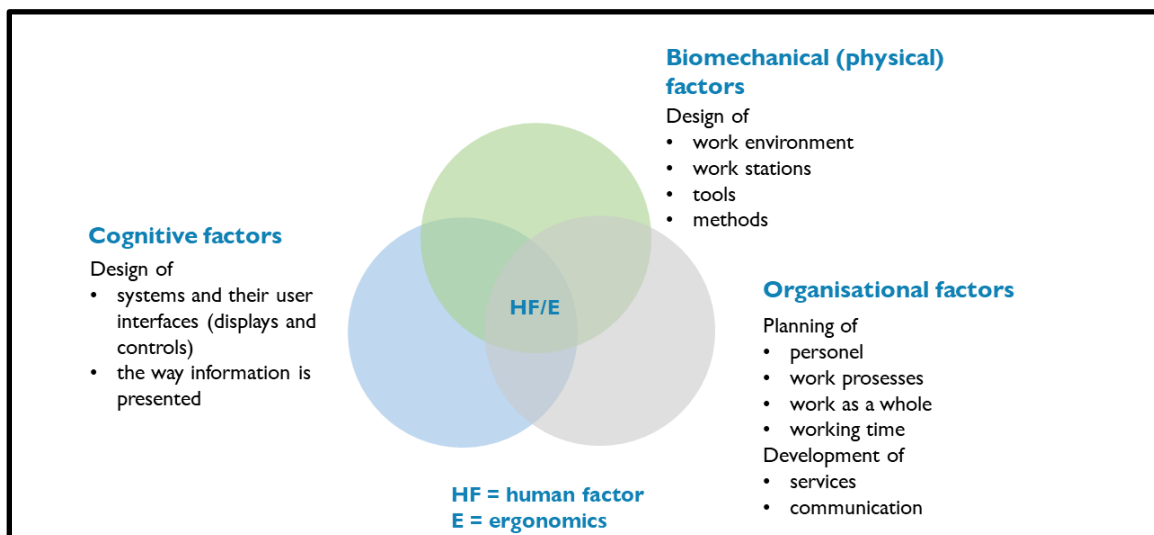 Biomechanical (physical)
factors
Design of
• work environment
• work stations
• tools
• methods
Cognitive factors
Design of
• systems and their user
interfaces (displays and
controls)
• the way information is
presented
HF/E
Organisational factors
Planning of
• personel
• work prosesses
• work as a whole
• working time
Development of
• services
• communication
HF = human factor
E = ergonomics